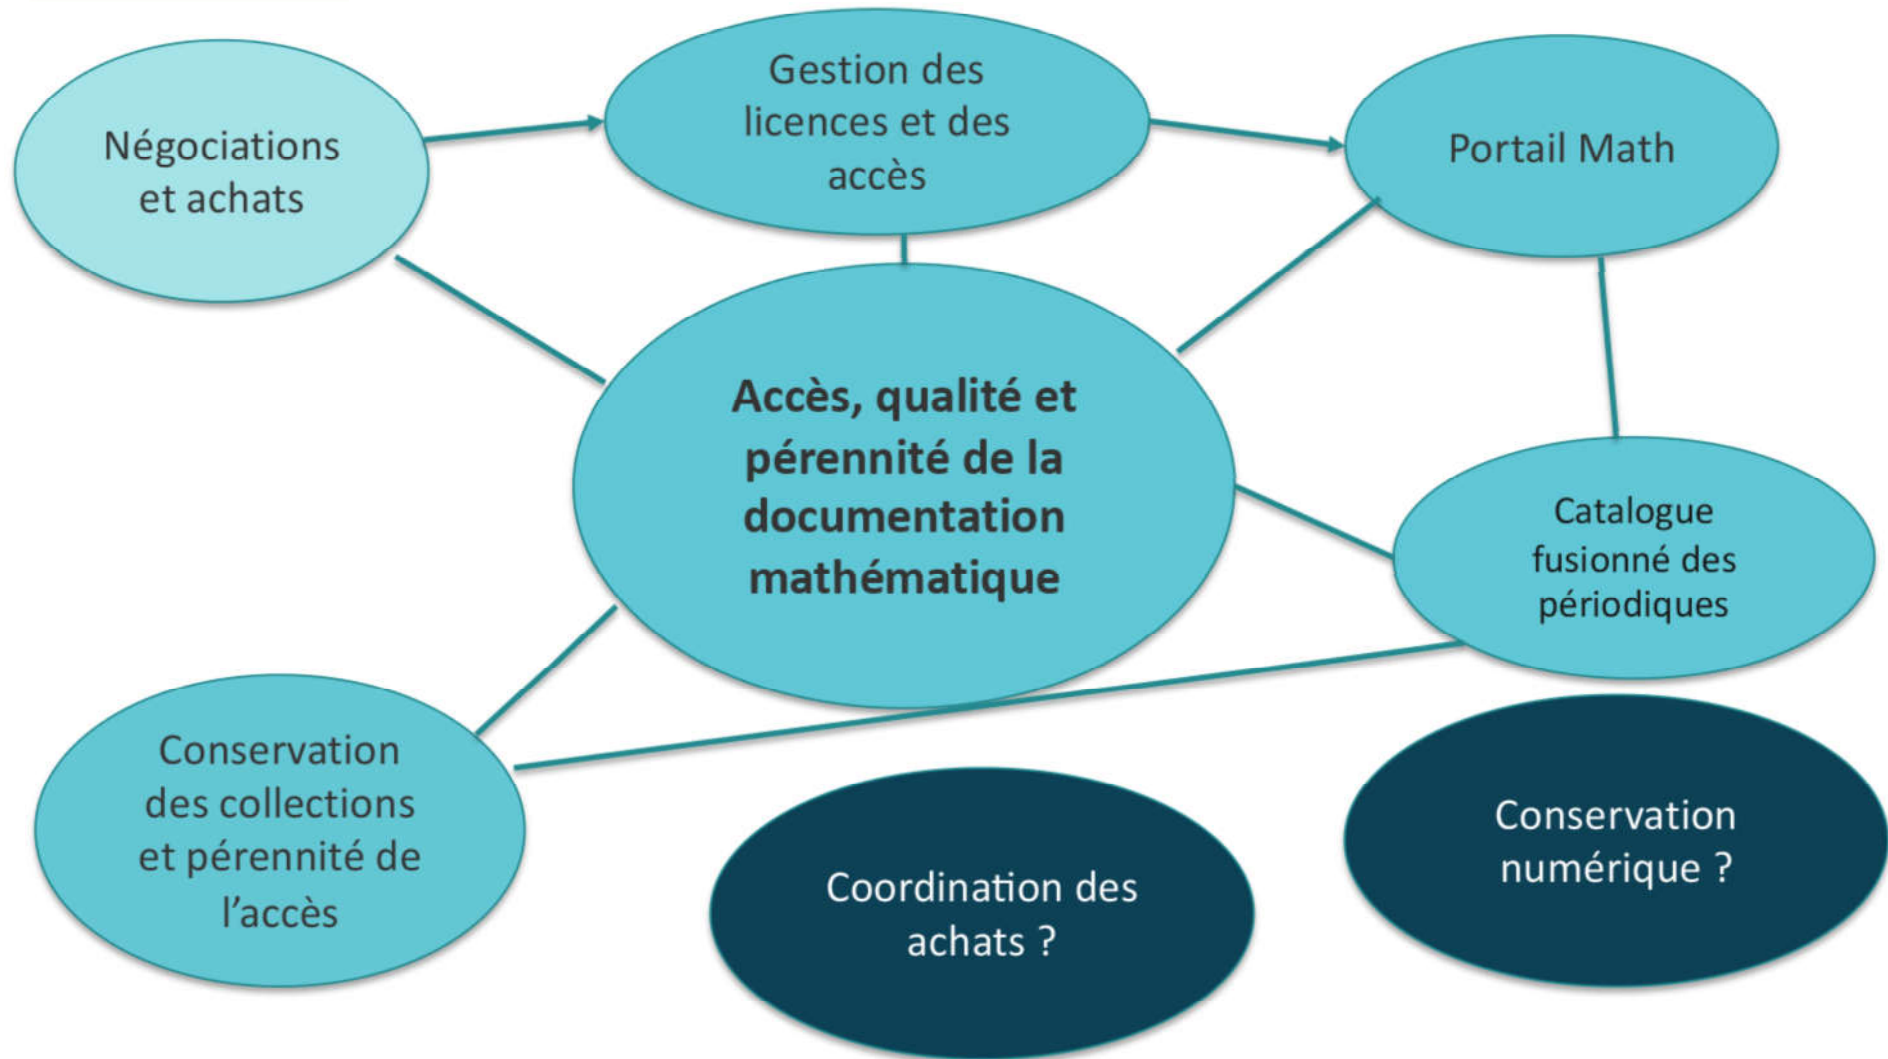 Négociations
et achats
Gestion des
licences et des
accès
Portail Math
Accès, qualité et
pérennité de la
documentation
mathématique
Catalogue
fusionné des
périodiques
Conservation
des collections
et pérennité de
l’accès
Coordination des
achats ?
Conservation
numérique ?